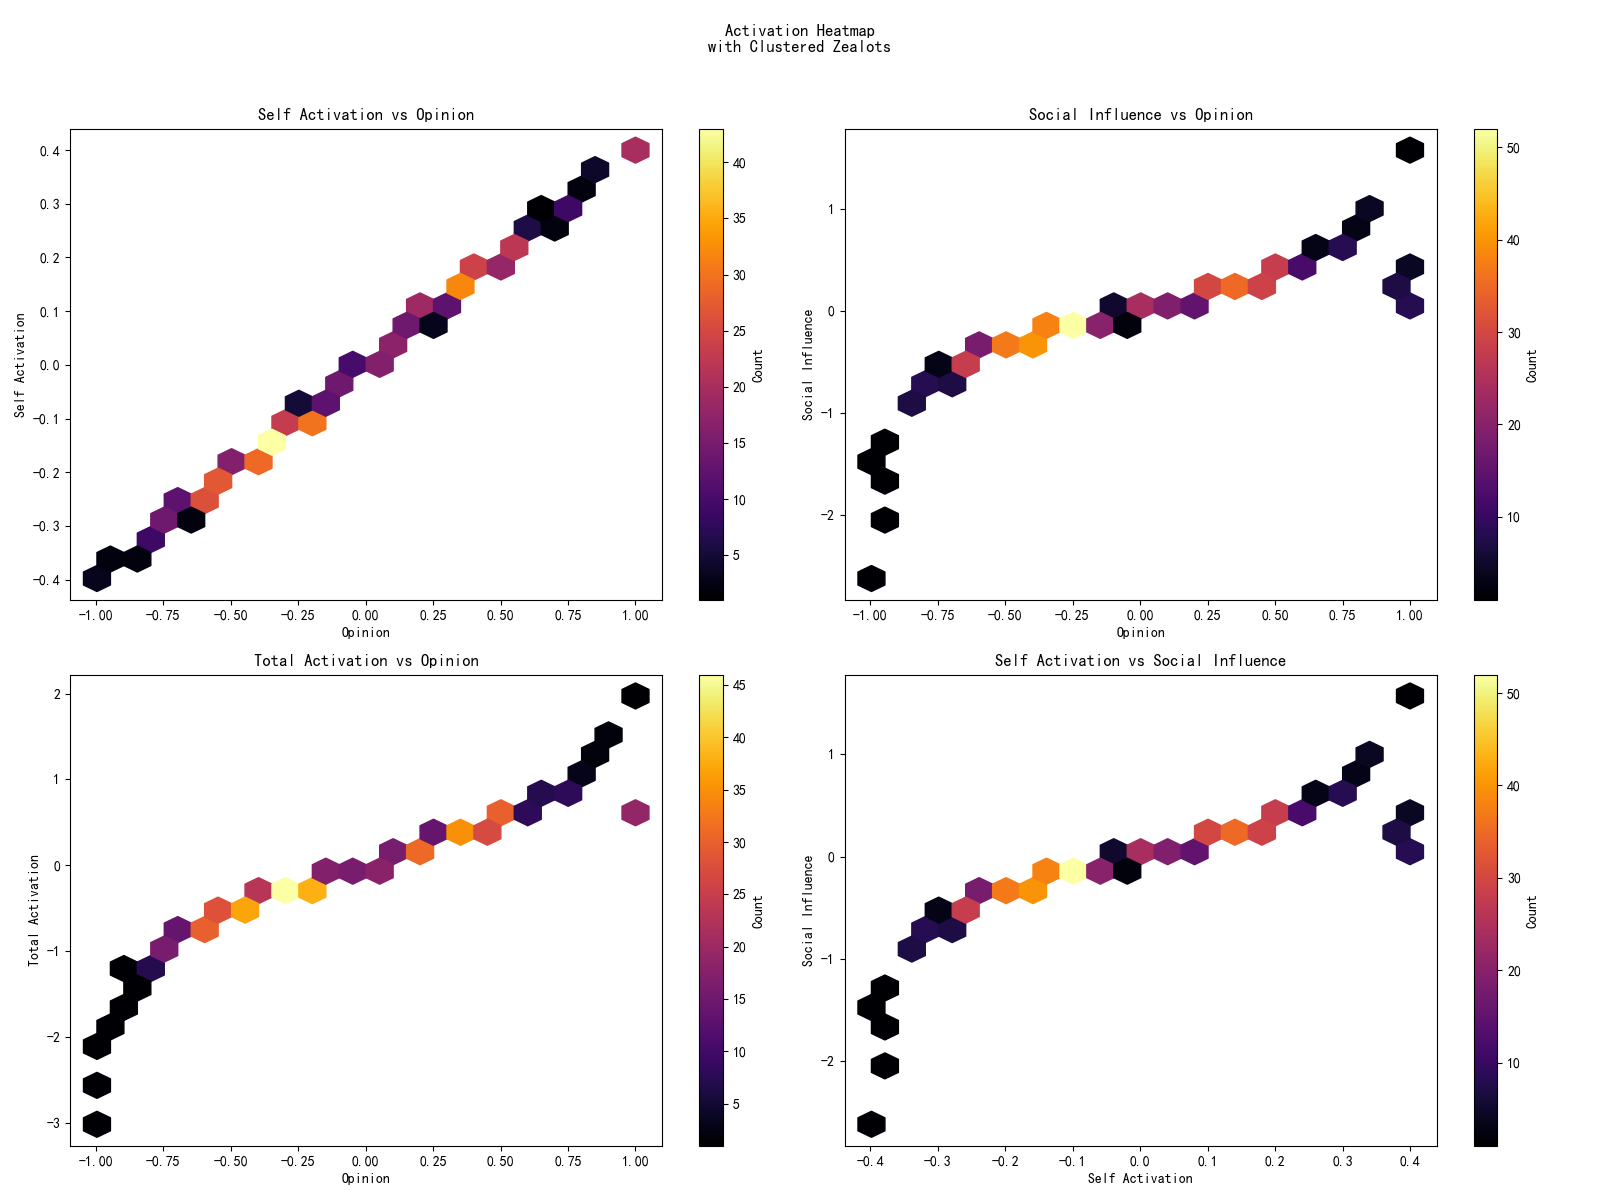 Activation Heatmap
with Clustered Zealots
Self Activation vs Opinion
0.4
0.3
0.2
0.1
0.0
−0.1
−0.2
−0.3
−0.4
Self Activation
−1.00 −0.75 −0.50 −0.25 0.00 0.25 0.50 0.75 1.00
Opinion
40
35
30
25
20
15
10
5
Count
Social Influence vs Opinion
1
0
−1
−2
Social Influence
−1.00 −0.75 −0.50 −0.25 0.00 0.25 0.50 0.75 1.00
Opinion
50
40
30
20
10
Count
Total Activation vs Opinion
2
1
0
−1
−2
−3
Total Activation
−1.00 −0.75 −0.50 −0.25 0.00 0.25 0.50 0.75 1.00
Opinion
45
40
35
30
25
20
15
10
5
Count
Self Activation vs Social Influence
1
0
−1
−2
Social Influence
−0.4 −0.3 −0.2 −0.1 0.0 0.1 0.2 0.3 0.4
Self Activation
50
40
30
20
10
Count